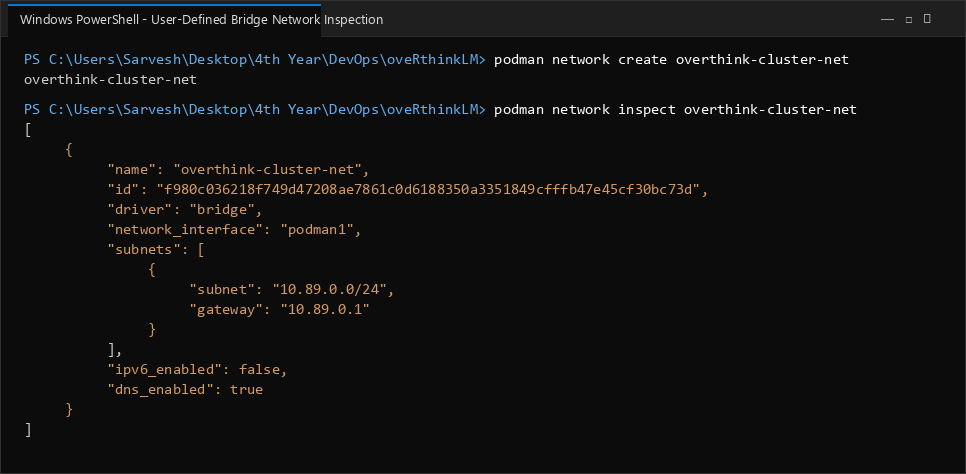 Windows PowerShell - User-Defined Bridge Network Inspection
PS C:\Users\Sarvesh\Desktop\4th Year\DevOps\oveRthinkLM> podman network create overthink-cluster-net
overthink-cluster-net
PS C:\Users\Sarvesh\Desktop\4th Year\DevOps\oveRthinkLM> podman network inspect overthink-cluster-net
[
{
"name": "overthink-cluster-net",
"id": "f980c036218f749d47208ae7861c0d6188350a3351849cfffb47e45cf30bc73d",
"driver": "bridge",
"network_interface": "podman1",
"subnets": [
{
"subnet": "10.89.0.0/24",
"gateway": "10.89.0.1"
}
],
"ipv6_enabled": false,
"dns_enabled": true
}
]